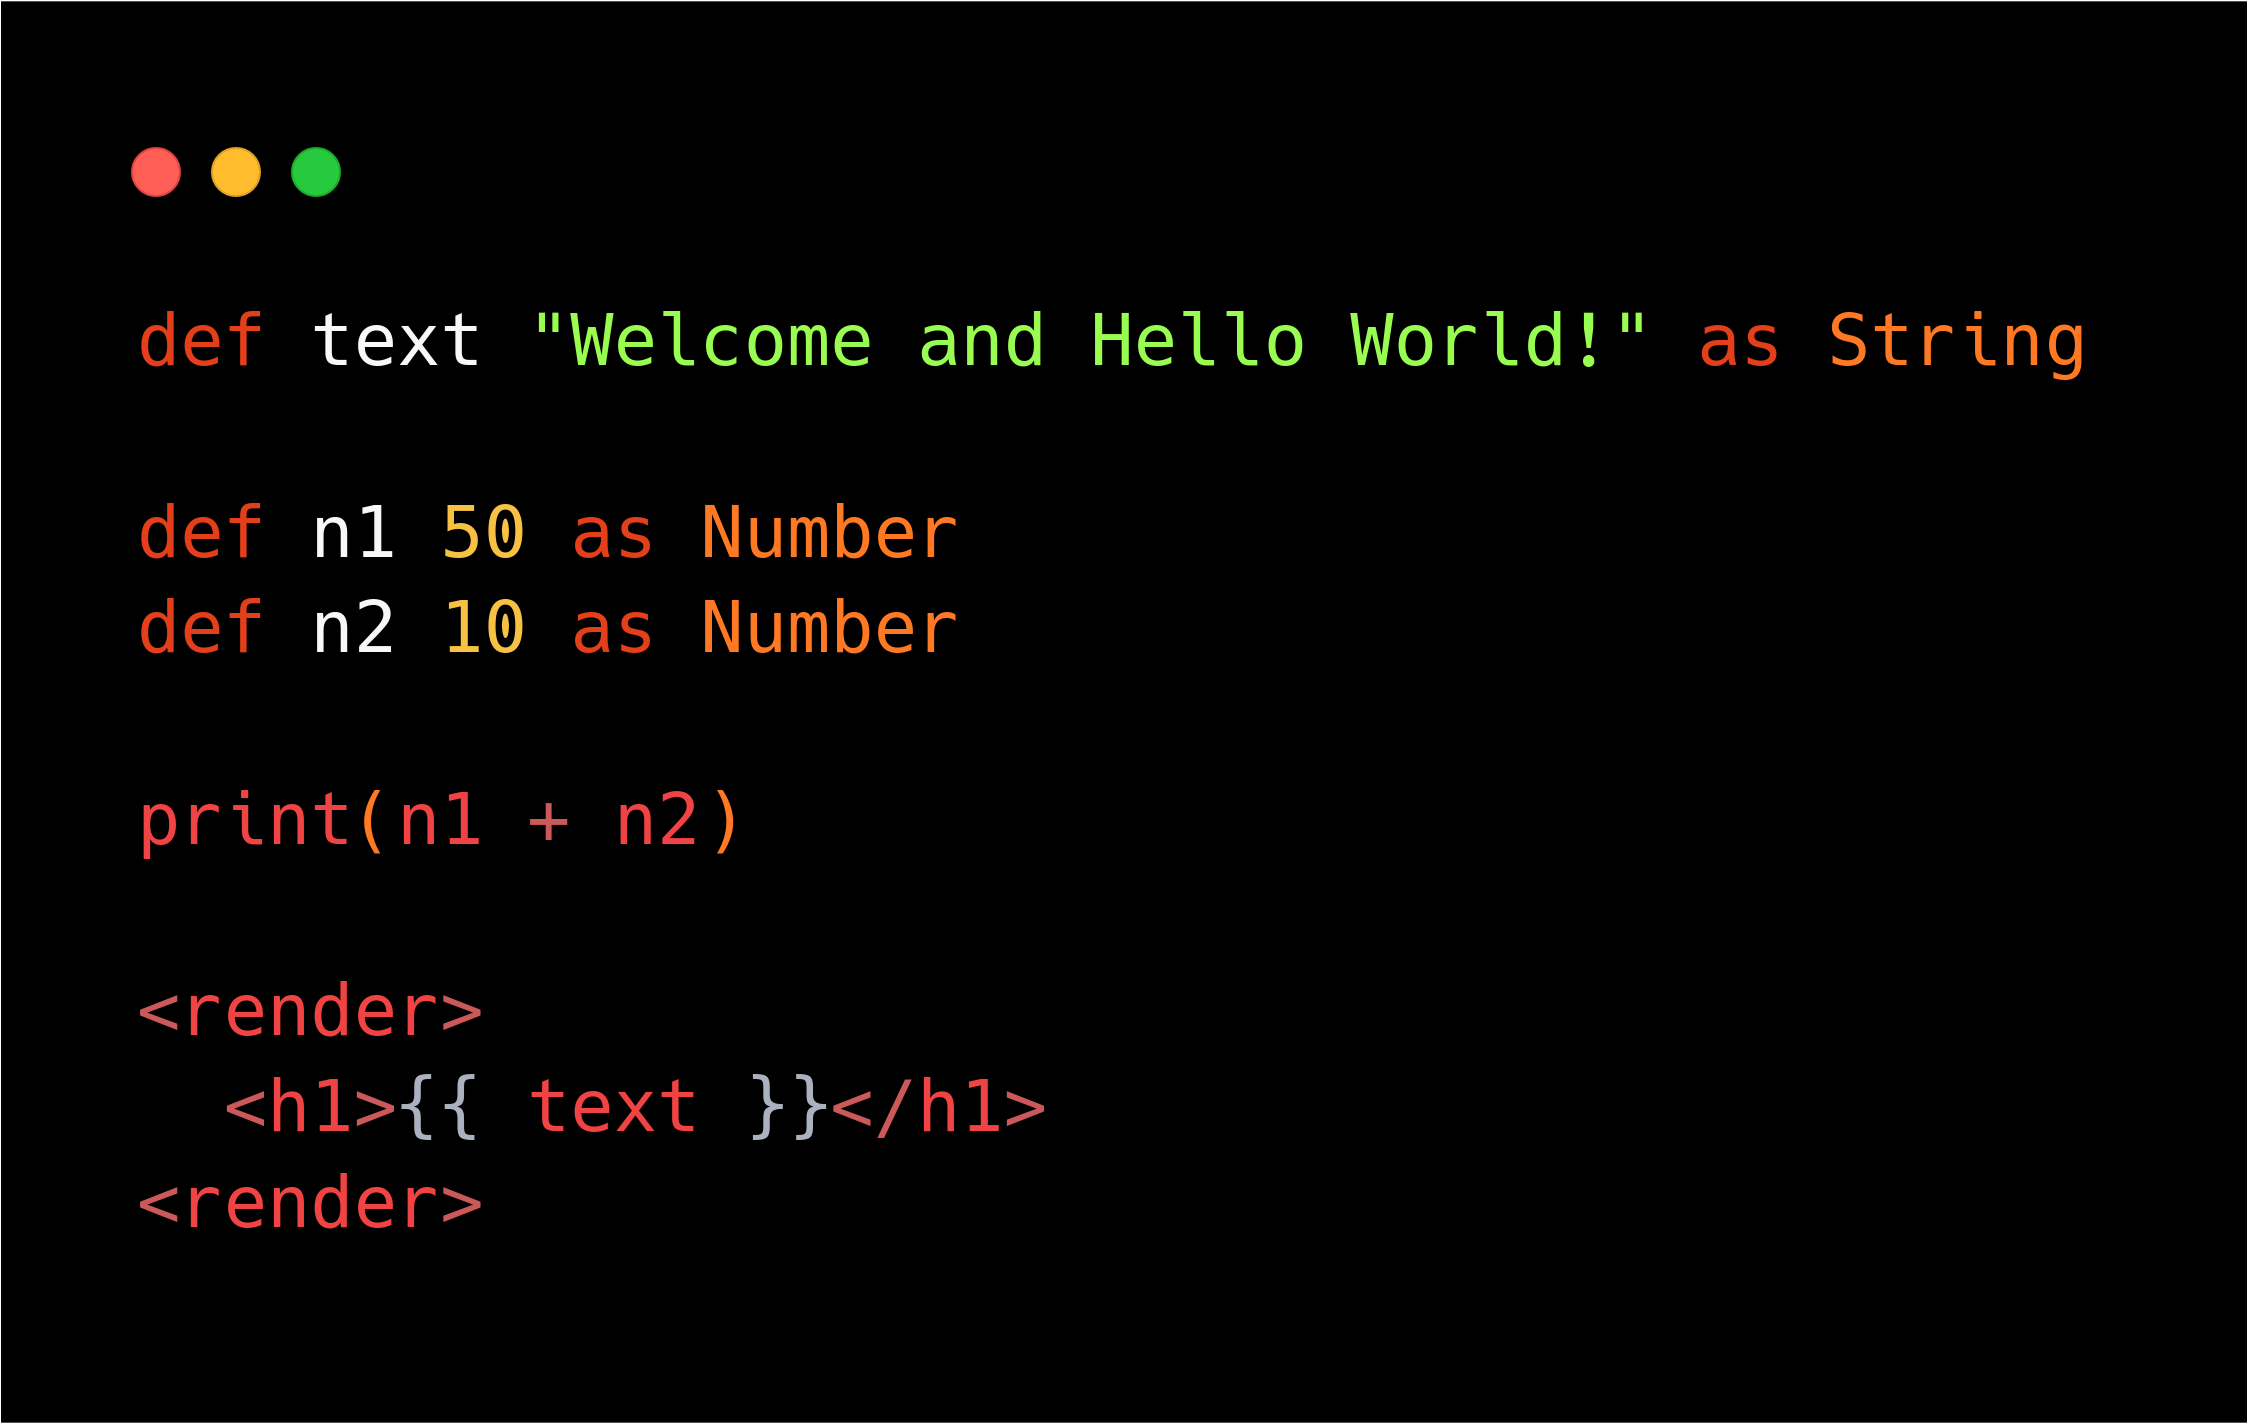 def text "Welcome and Hello World!" as String
def n1 50 as Number
def n2 10 as Number
print(n1 + n2)
<render>
  <h1>{{ text }}</h1>
<render>